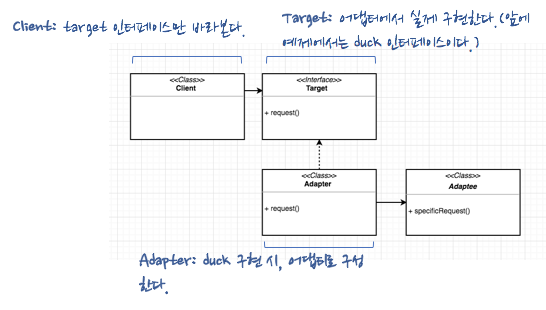 Client: target 인터페이스만 바라본다.
Target: 어댑터에서 실제 구현한다. (앞에
예제에서는 duck 인터페이스이다.)
<<Class>>
Client
<<Interface>>
Target
+ request()
<<Class>>
Adapter
+ request()
<<Class>>
Adaptee
+ specificRequest()
Adapter: duck 구현 시, 어댑티로 구성
한다.